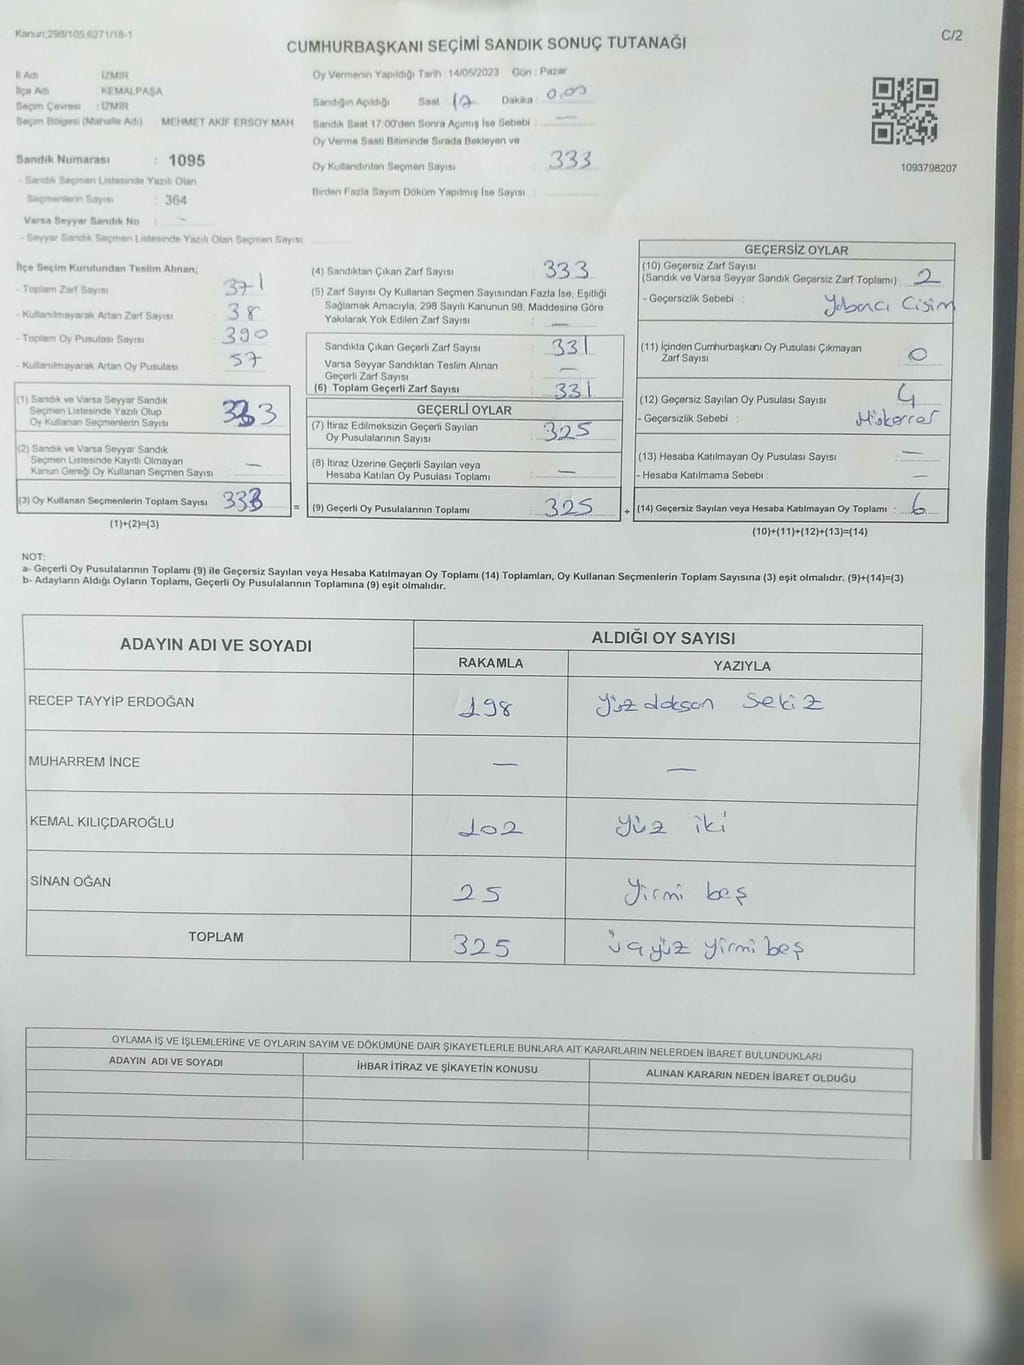 Kanun;298/105,6271/18-1
C/2
CUMHURBAŞKANI SEÇİMİ SANDIK SONUÇ TUTANAĞI
İl Adı : İZMİR
İlçe Adı : KEMALPAŞA
Seçim Çevresi : İZMİR
Seçim Bölgesi (Mahalle Adı) : MEHMET AKİF ERSOY MAH.
Sandık Numarası : 1095
- Sandık Seçmen Listesinde Yazılı Olan
Seçmenlerin Sayısı : 364
Varsa Seyyar Sandık No : -
- Seyyar Sandık Seçmen Listesinde Yazılı Olan Seçmen Sayısı :
Oy Vermenin Yapıldığı Tarih : 14/05/2023 Gün : Pazar
Sandığın Açıldığı Saat 17 Dakika : 0,00
Sandık Saat 17:00'den Sonra Açılmış İse Sebebi : —
Oy Verme Saati Bitiminde Sırada Bekleyen ve
Oy Kullandırılan Seçmen Sayısı : 333
Birden Fazla Sayım Döküm Yapılmış İse Sayısı :
1093798207
İlçe Seçim Kurulundan Teslim Alınan;
- Toplam Zarf Sayısı : 371
- Kullanılmayarak Artan Zarf Sayısı : 38
- Toplam Oy Pusulası Sayısı : 390
- Kullanılmayarak Artan Oy Pusulası : 57
(1) Sandık ve Varsa Seyyar Sandık
Seçmen Listesinde Yazılı Olup
Oy Kullanan Seçmenlerin Sayısı : 333
(2) Sandık ve Varsa Seyyar Sandık
Seçmen Listesinde Kayıtlı Olmayan
Kanun Gereği Oy Kullanan Seçmen Sayısı : —
(3) Oy Kullanan Seçmenlerin Toplam Sayısı : 333
(1)+(2)=(3)
=
(4) Sandıktan Çıkan Zarf Sayısı : 333
(5) Zarf Sayısı Oy Kullanan Seçmen Sayısından Fazla İse, Eşitliği
Sağlamak Amacıyla; 298 Sayılı Kanunun 98. Maddesine Göre
Yakılarak Yok Edilen Zarf Sayısı : —
Sandıkta Çıkan Geçerli Zarf Sayısı : 331
Varsa Seyyar Sandıktan Teslim Alınan
Geçerli Zarf Sayısı : —
(6) Toplam Geçerli Zarf Sayısı : 331
GEÇERLİ OYLAR
(7) İtiraz Edilmeksizin Geçerli Sayılan
Oy Pusulalarının Sayısı : 325
(8) İtiraz Üzerine Geçerli Sayılan veya
Hesaba Katılan Oy Pusulası Toplamı : —
(9) Geçerli Oy Pusulalarının Toplamı : 325
+
GEÇERSİZ OYLAR
(10) Geçersiz Zarf Sayısı
(Sandık ve Varsa Seyyar Sandık Geçersiz Zarf Toplamı) : 2
- Geçersizlik Sebebi : Yabancı Cisim
(11) İçinden Cumhurbaşkanı Oy Pusulası Çıkmayan
Zarf Sayısı : 0
(12) Geçersiz Sayılan Oy Pusulası Sayısı : 4
- Geçersizlik Sebebi :
(13) Hesaba Katılmayan Oy Pusulası Sayısı : —
- Hesaba Katılmama Sebebi : —
(14) Geçersiz Sayılan veya Hesaba Katılmayan Oy Toplamı : 6
(10)+(11)+(12)+(13)=(14)
NOT:
a- Geçerli Oy Pusulalarının Toplamı (9) ile Geçersiz Sayılan veya Hesaba Katılmayan Oy Toplamı (14) Toplamları, Oy Kullanan Seçmenlerin Toplam Sayısına (3) eşit olmalıdır. (9)+(14)=(3)
b- Adayların Aldığı Oyların Toplamı, Geçerli Oy Pusulalarının Toplamına (9) eşit olmalıdır.
ADAYIN ADI VE SOYADI
ALDIĞI OY SAYISI
RAKAMLA YAZIYLA
RECEP TAYYİP ERDOĞAN 198 yüz doksan sekiz
MUHARREM İNCE — —
KEMAL KILIÇDAROĞLU 102 yüz iki
SİNAN OĞAN 25 yirmi beş
TOPLAM 325 üçyüz yirmi beş
OYLAMA İŞ VE İŞLEMLERİNE VE OYLARIN SAYIM VE DÖKÜMÜNE DAİR ŞİKAYETLERLE BUNLARA AİT KARARLARIN NELERDEN İBARET BULUNDUKLARI
ADAYIN ADI VE SOYADI İHBAR İTİRAZ VE ŞİKAYETİN KONUSU ALINAN KARARIN NEDEN İBARET OLDUĞU